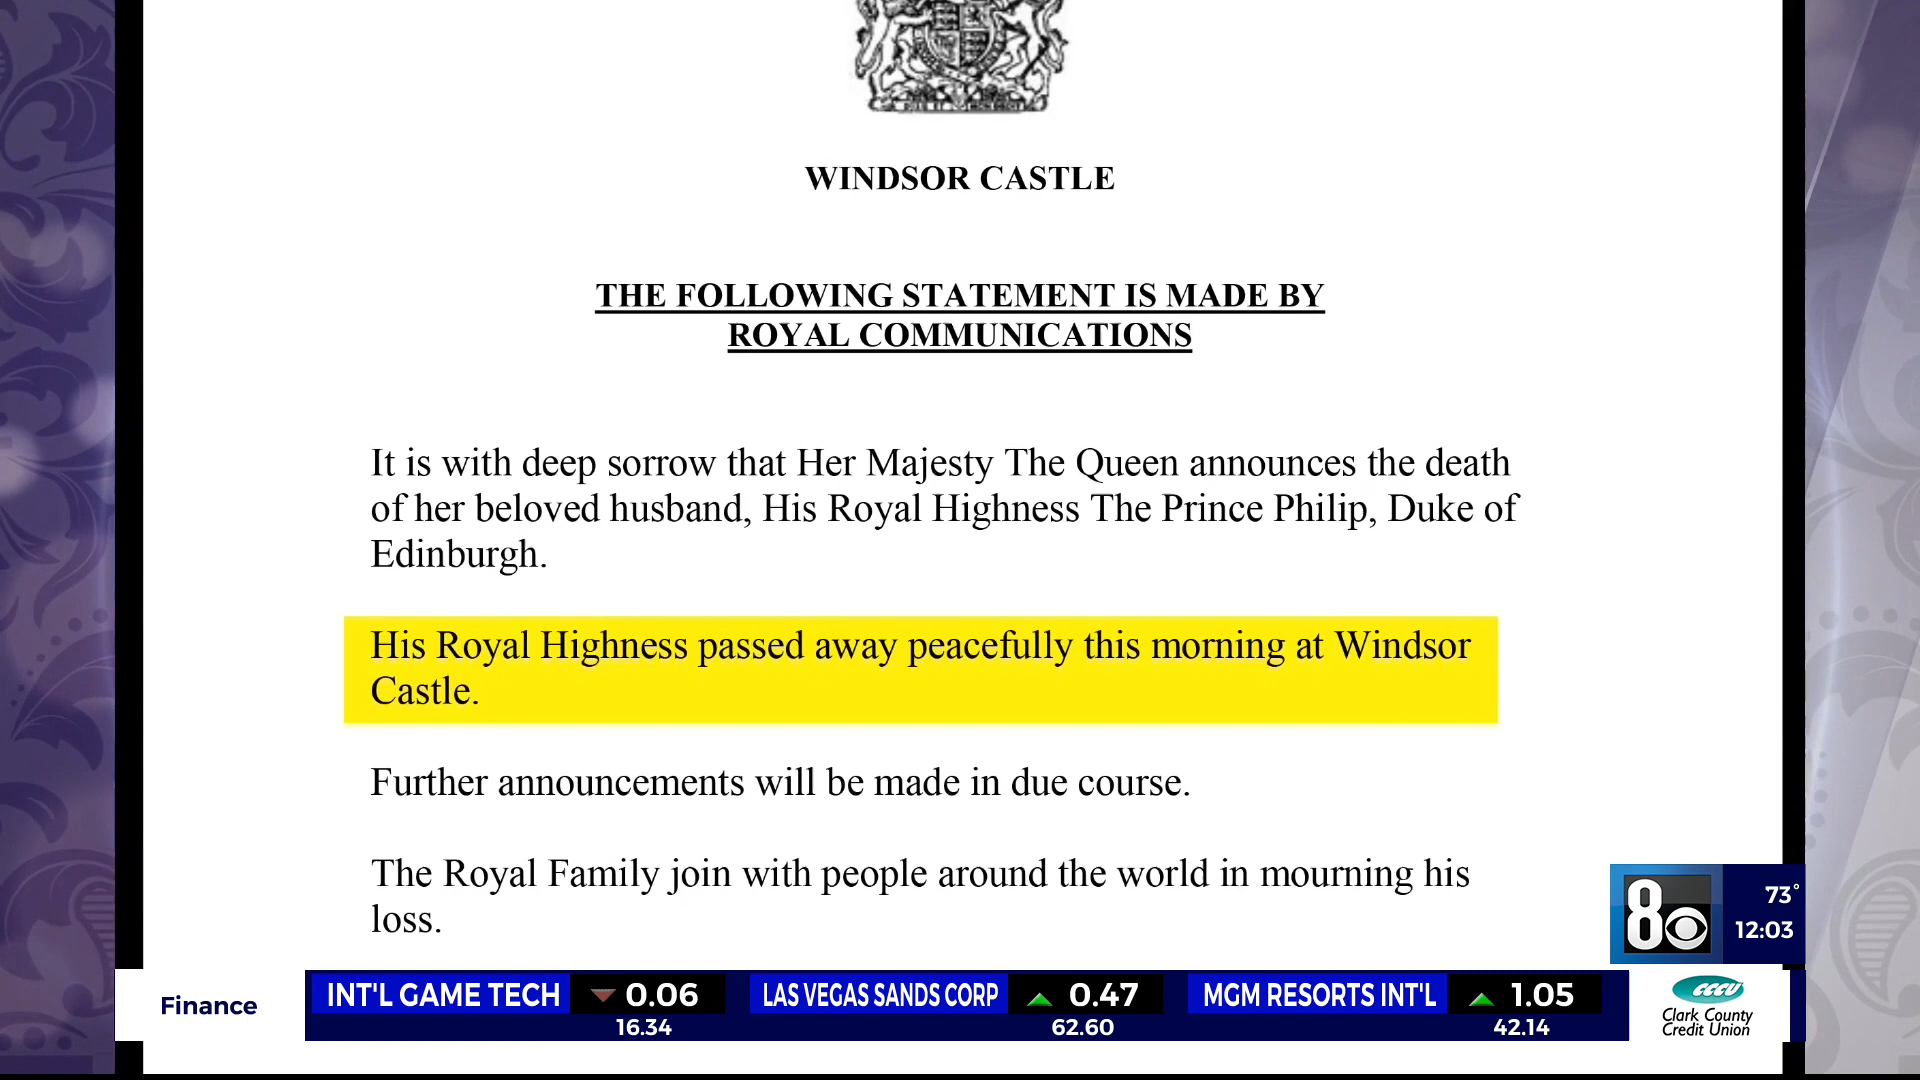 WINDSOR CASTLE
THE FOLLOWING STATEMENT IS MADE BY
ROYAL COMMUNICATIONS
It is with deep sorrow that Her Majesty The Queen announces the death
of her beloved husband, His Royal Highness The Prince Philip, Duke of
Edinburgh.
His Royal Highness passed away peacefully this morning at Windsor
Castle.
Further announcements will be made in due course.
The Royal Family join with people around the world in mourning his
loss.
8
73°
12:03
Finance
INT'L GAME TECH 0.06
16.34
LAS VEGAS SANDS CORP 0.47
62.60
MGM RESORTS INT'L 1.05
42.14
CCCU
Clark County
Credit Union